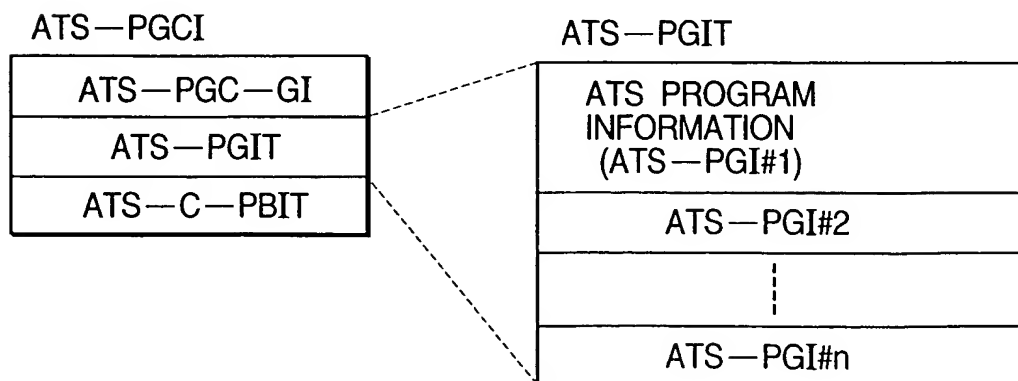 ATS—PGCI
ATS—PGC—GI
ATS—PGIT
ATS—C—PBIT
ATS—PGIT
ATS PROGRAM
INFORMATION
(ATS—PGI#1)
ATS—PGI#2
ATS—PGI#n